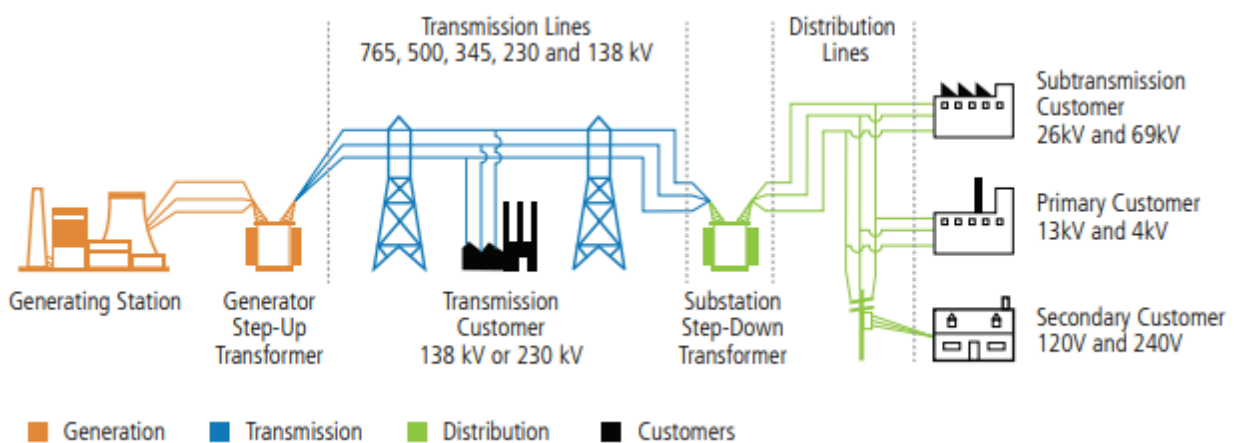 Transmission Lines
765, 500, 345, 230 and 138 kV
Distribution
Lines
Subtransmission
Customer
26kV and 69kV
Primary Customer
13kV and 4kV
Generating Station
Generator
Step-Up
Transformer
Transmission
Customer
138 kV or 230 kV
Substation
Step-Down
Transformer
Secondary Customer
120V and 240V
Generation
Transmission
Distribution
Customers